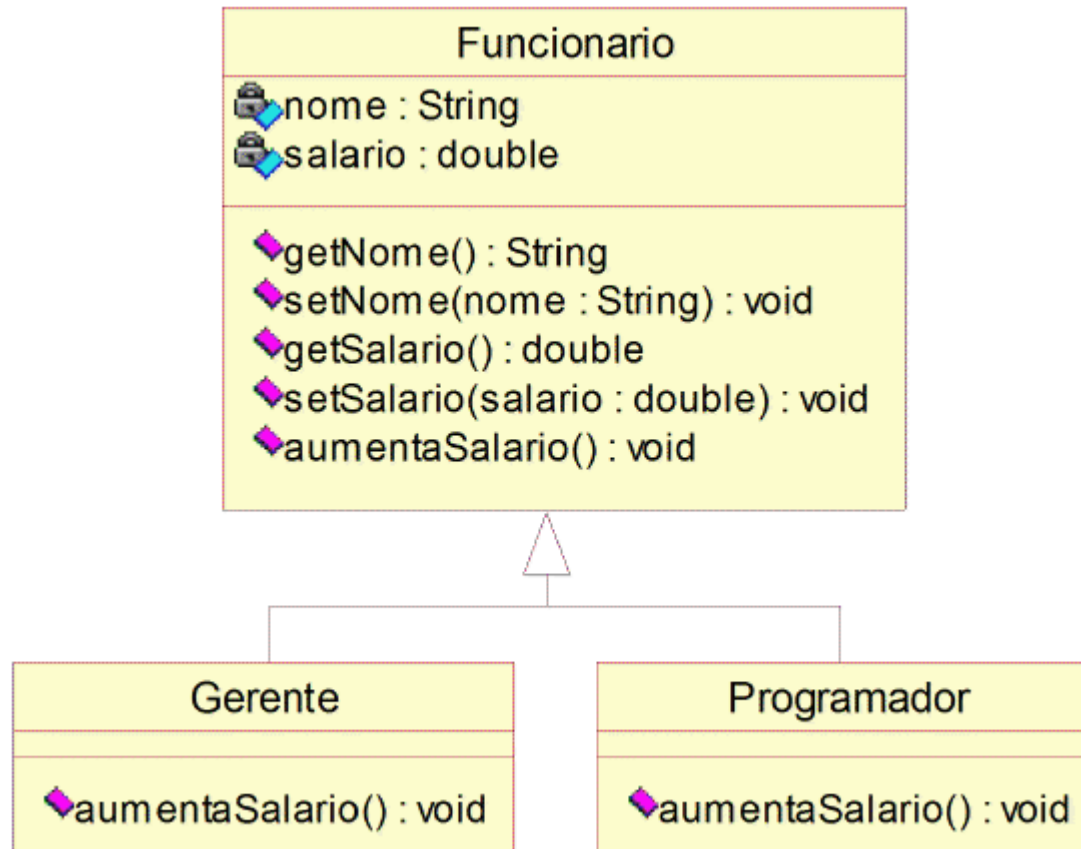 Funcionario
nome : String
salario : double
getNome() : String
setNome(nome : String) : void
getSalario() : double
setSalario(salario : double) : void
aumentaSalario() : void
Gerente
aumentaSalario() : void
Programador
aumentaSalario() : void